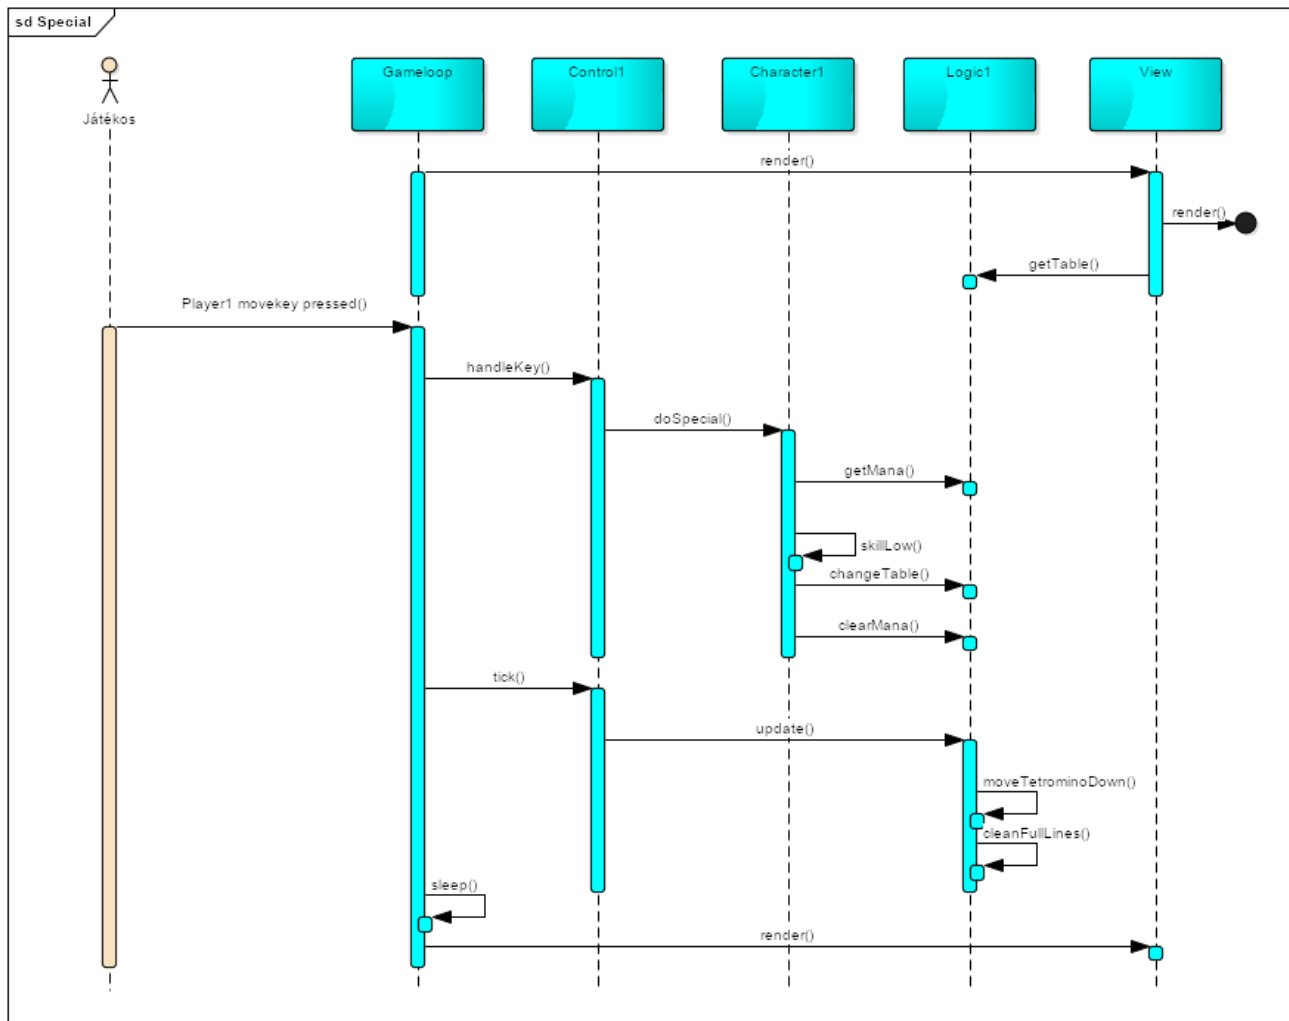 sd Special
Játékos
Gameloop
Control1
Character1
Logic1
View
render()
render()
getTable()
Player1 movekey pressed()
handleKey()
doSpecial()
getMana()
skillLow()
changeTable()
clearMana()
tick()
update()
moveTetrominoDown()
cleanFullLines()
sleep()
render()